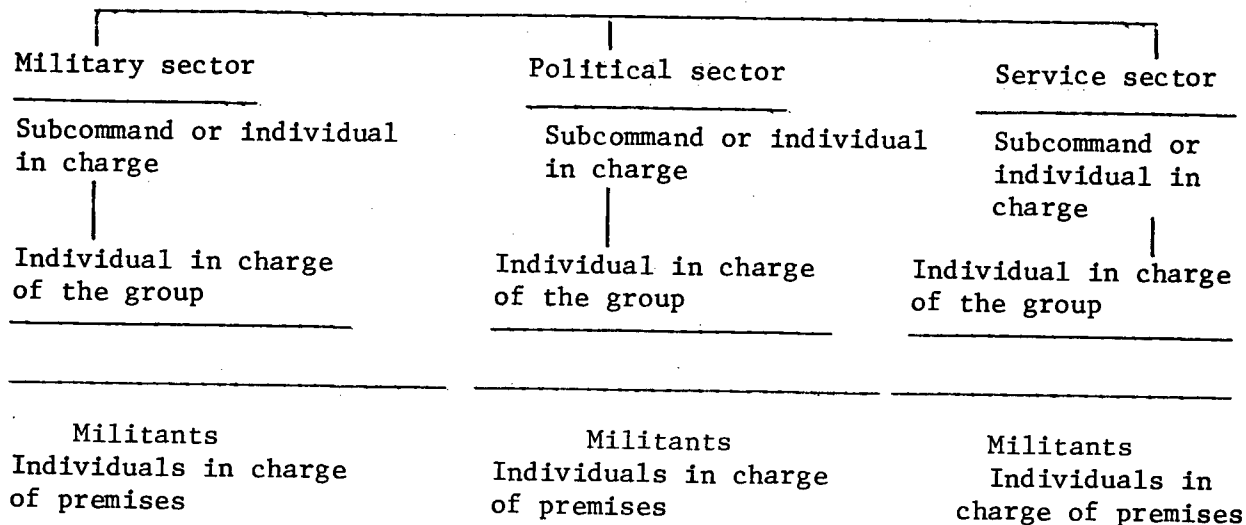 Military sector
Subcommand or individual
in charge
Individual in charge
of the group
Militants
Individuals in charge
of premises
Political sector
Subcommand or individual
in charge
Individual in charge
of the group
Militants
Individuals in charge
of premises
Service sector
Subcommand or
individual in
charge
Individual in charge
of the group
Militants
Individuals in
charge of premises